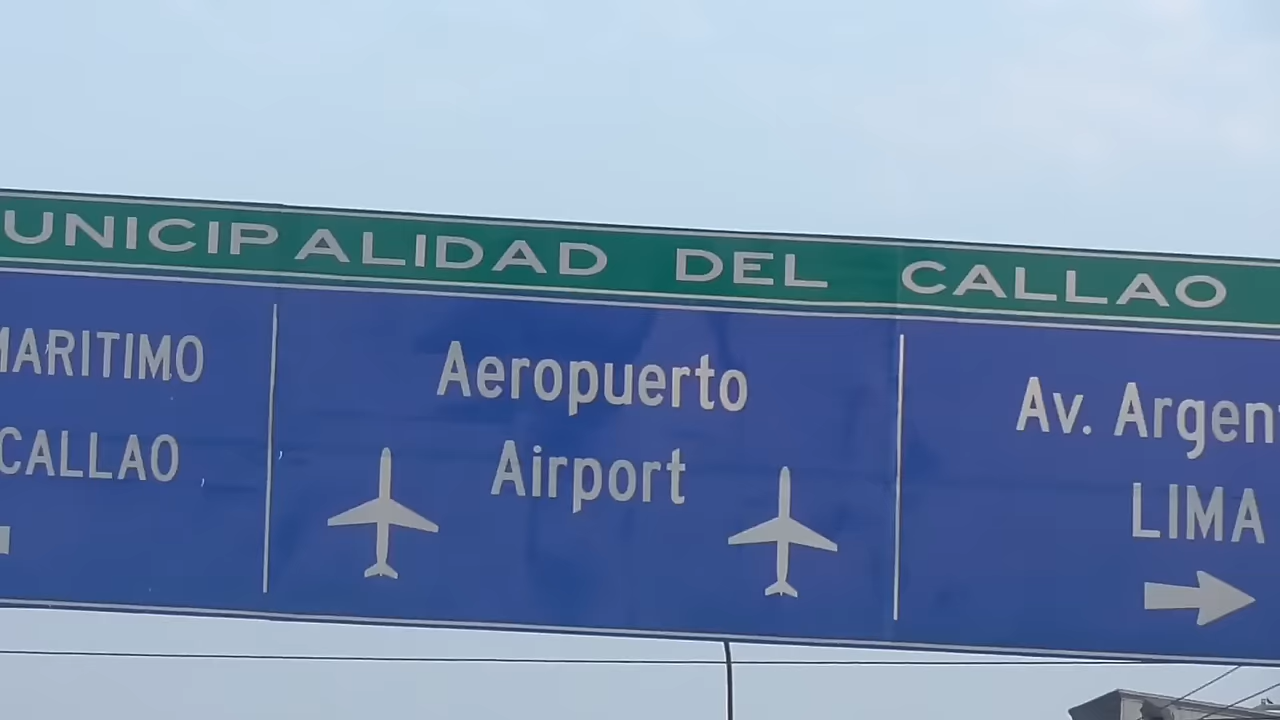 UNICIPALIDAD DEL CALLAO
MARITIMO
CALLAO
Aeropuerto
Airport
Av. Argen
LIMA